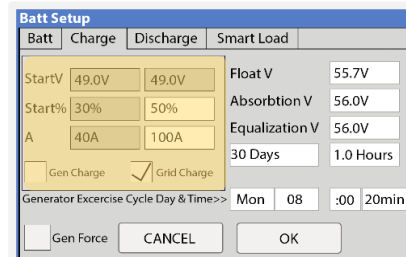 Batt Setup
Batt Charge Discharge Smart Load
StartV 49.0V 49.0V Float V 55.7V
Start% 30% 50% Absorbtion V 56.0V
A 40A 100A Equalization V 56.0V
30 Days 1.0 Hours
Gen Charge Grid Charge
Generator Excercise Cycle Day & Time>> Mon 08 :00 20min
Gen Force CANCEL OK